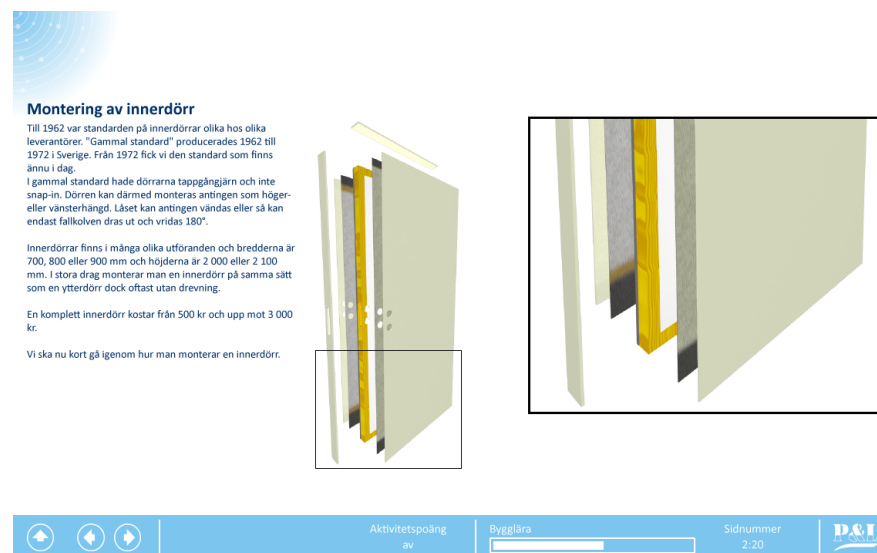 Montering av innerdörr
Till 1962 var standarden på innerdörrar olika hos olika
leverantörer. "Gammal standard" producerades 1962 till
1972 i Sverige. Från 1972 fick vi den standard som finns
ännu i dag.
I gammal standard hade dörrarna tappgångjärn och inte
snap-in. Dörren kan därmed monteras antingen som höger-
eller vänsterhängd. Låset kan antingen vändas eller så kan
endast fallkolven dras ut och vridas 180°.
Innerdörrar finns i många olika utföranden och bredderna är
700, 800 eller 900 mm och höjderna är 2 000 eller 2 100
mm. I stora drag monterar man en innerdörr på samma sätt
som en ytterdörr dock oftast utan drevning.
En komplett innerdörr kostar från 500 kr och upp mot 3 000
kr.
Vi ska nu kort gå igenom hur man monterar en innerdörr.
Aktivitetspoäng
av
Bygglära
Sidnummer
2:20
P&L